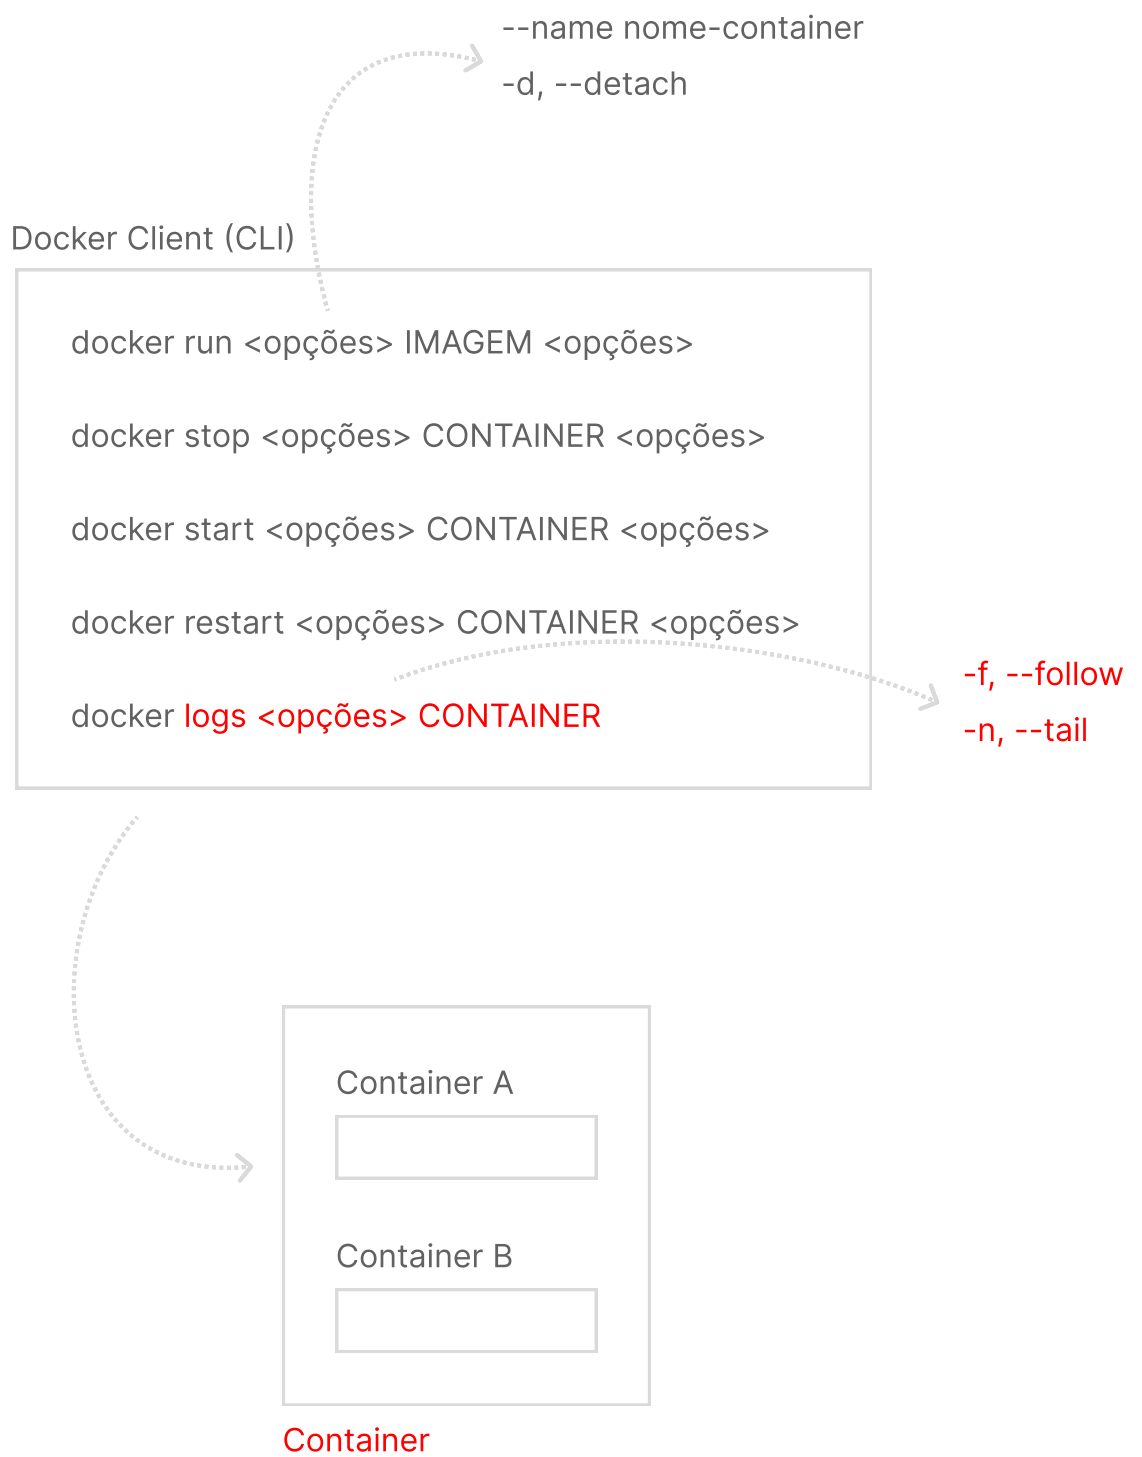 --name nome-container
-d, --detach
Docker Client (CLI)
docker run <opções> IMAGEM <opções>
docker stop <opções> CONTAINER <opções>
docker start <opções> CONTAINER <opções>
docker restart <opções> CONTAINER <opções>
-f, --follow
docker logs <opções> CONTAINER
-n, --tail
Container A
Container B
Container